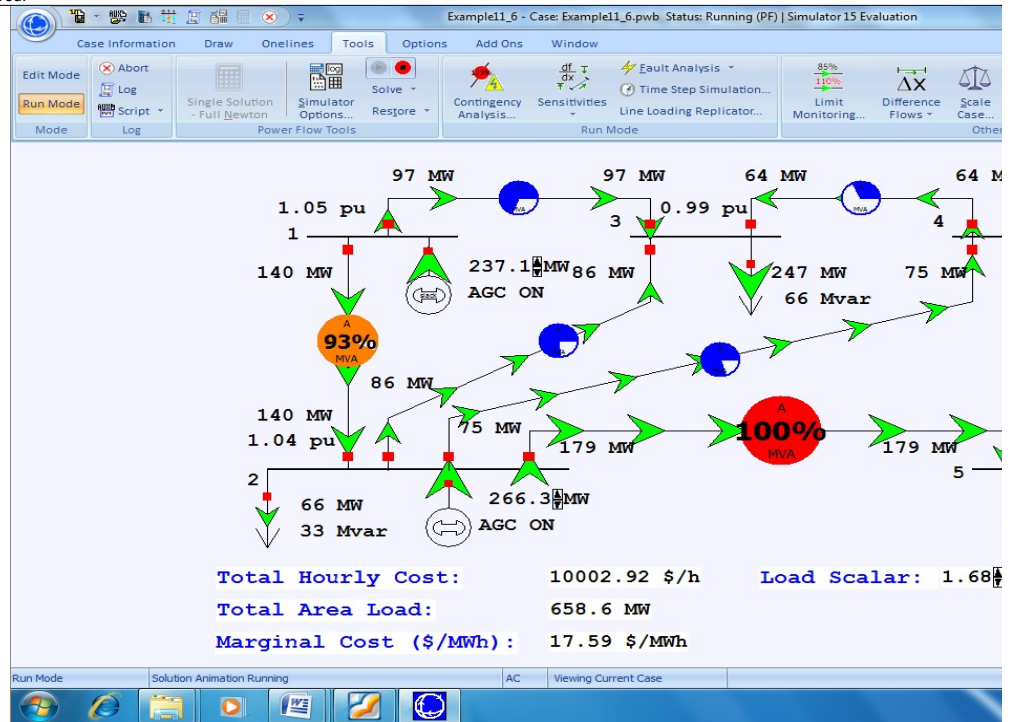 Example11_6 - Case: Example11_6.pwb Status: Running (PF) | Simulator 15 Evaluation
Case Information Draw Onelines Tools Options Add Ons Window
Edit Mode
Run Mode
Mode
Abort
Log
Script
Log
Single Solution
- Full Newton
Simulator
Options...
Solve
Restore
Power Flow Tools
Contingency
Analysis...
Sensitivities
Fault Analysis
Time Step Simulation...
Line Loading Replicator...
Run Mode
85%
110%
Limit
Monitoring...
ΔX
Difference
Flows
Scale
Case...
Other
97 MW 97 MW 64 MW 64 M
MVA
1.05 pu 3 0.99 pu 4
1
140 MW 237.1 MW 86 MW 247 MW 75 MW
AGC ON 66 Mvar
A
93%
MVA
86 MW
140 MW
1.04 pu 75 MW
A
100%
MVA
179 MW 179 MW
2 5
66 MW 266.3 MW
33 Mvar AGC ON
Total Hourly Cost: 10002.92 $/h Load Scalar: 1.68
Total Area Load: 658.6 MW
Marginal Cost ($/MWh): 17.59 $/MWh
Run Mode Solution Animation Running AC Viewing Current Case